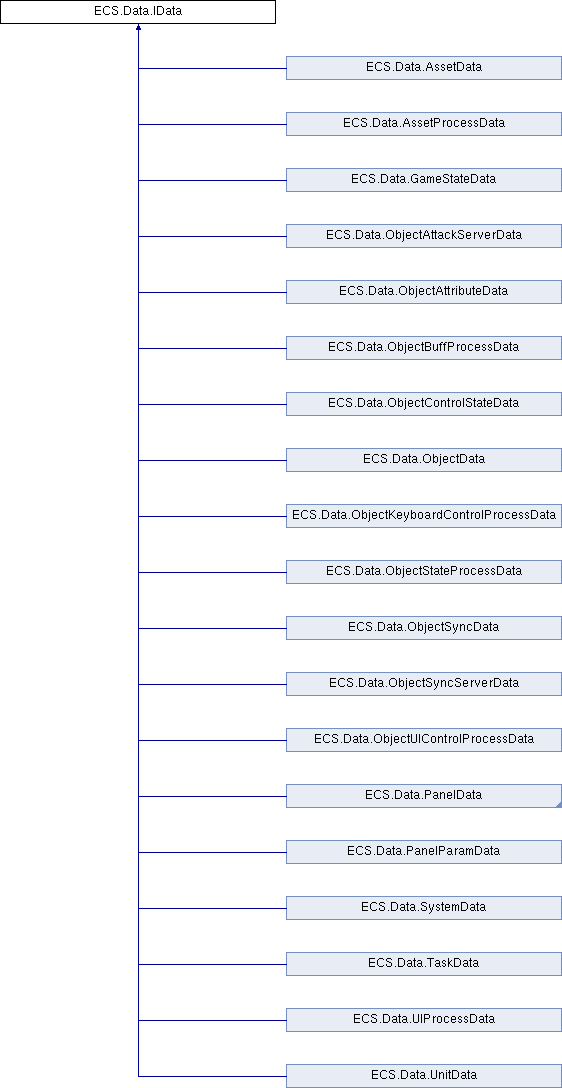 ECS.Data.IData
ECS.Data.AssetData
ECS.Data.AssetProcessData
ECS.Data.GameStateData
ECS.Data.ObjectAttackServerData
ECS.Data.ObjectAttributeData
ECS.Data.ObjectBuffProcessData
ECS.Data.ObjectControlStateData
ECS.Data.ObjectData
ECS.Data.ObjectKeyboardControlProcessData
ECS.Data.ObjectStateProcessData
ECS.Data.ObjectSyncData
ECS.Data.ObjectSyncServerData
ECS.Data.ObjectUIControlProcessData
ECS.Data.PanelData
ECS.Data.PanelParamData
ECS.Data.SystemData
ECS.Data.TaskData
ECS.Data.UIProcessData
ECS.Data.UnitData